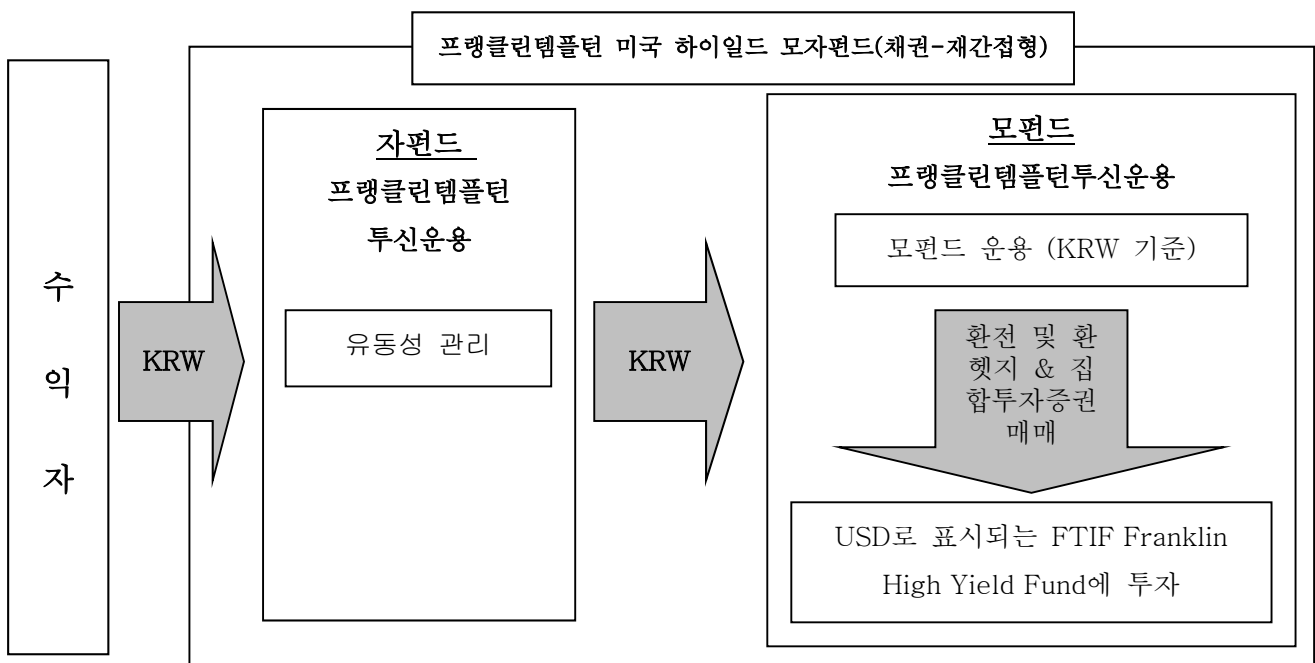 프랭클린템플턴 미국 하이일드 모자펀드(채권-재간접형)
수
익
자
KRW
자펀드
프랭클린템플턴
투신운용
유동성 관리
KRW
모펀드
프랭클린템플턴투신운용
모펀드 운용 (KRW 기준)
환전 및 환
헷지 & 집
합투자증권
매매
USD로 표시되는 FTIF Franklin
High Yield Fund에 투자